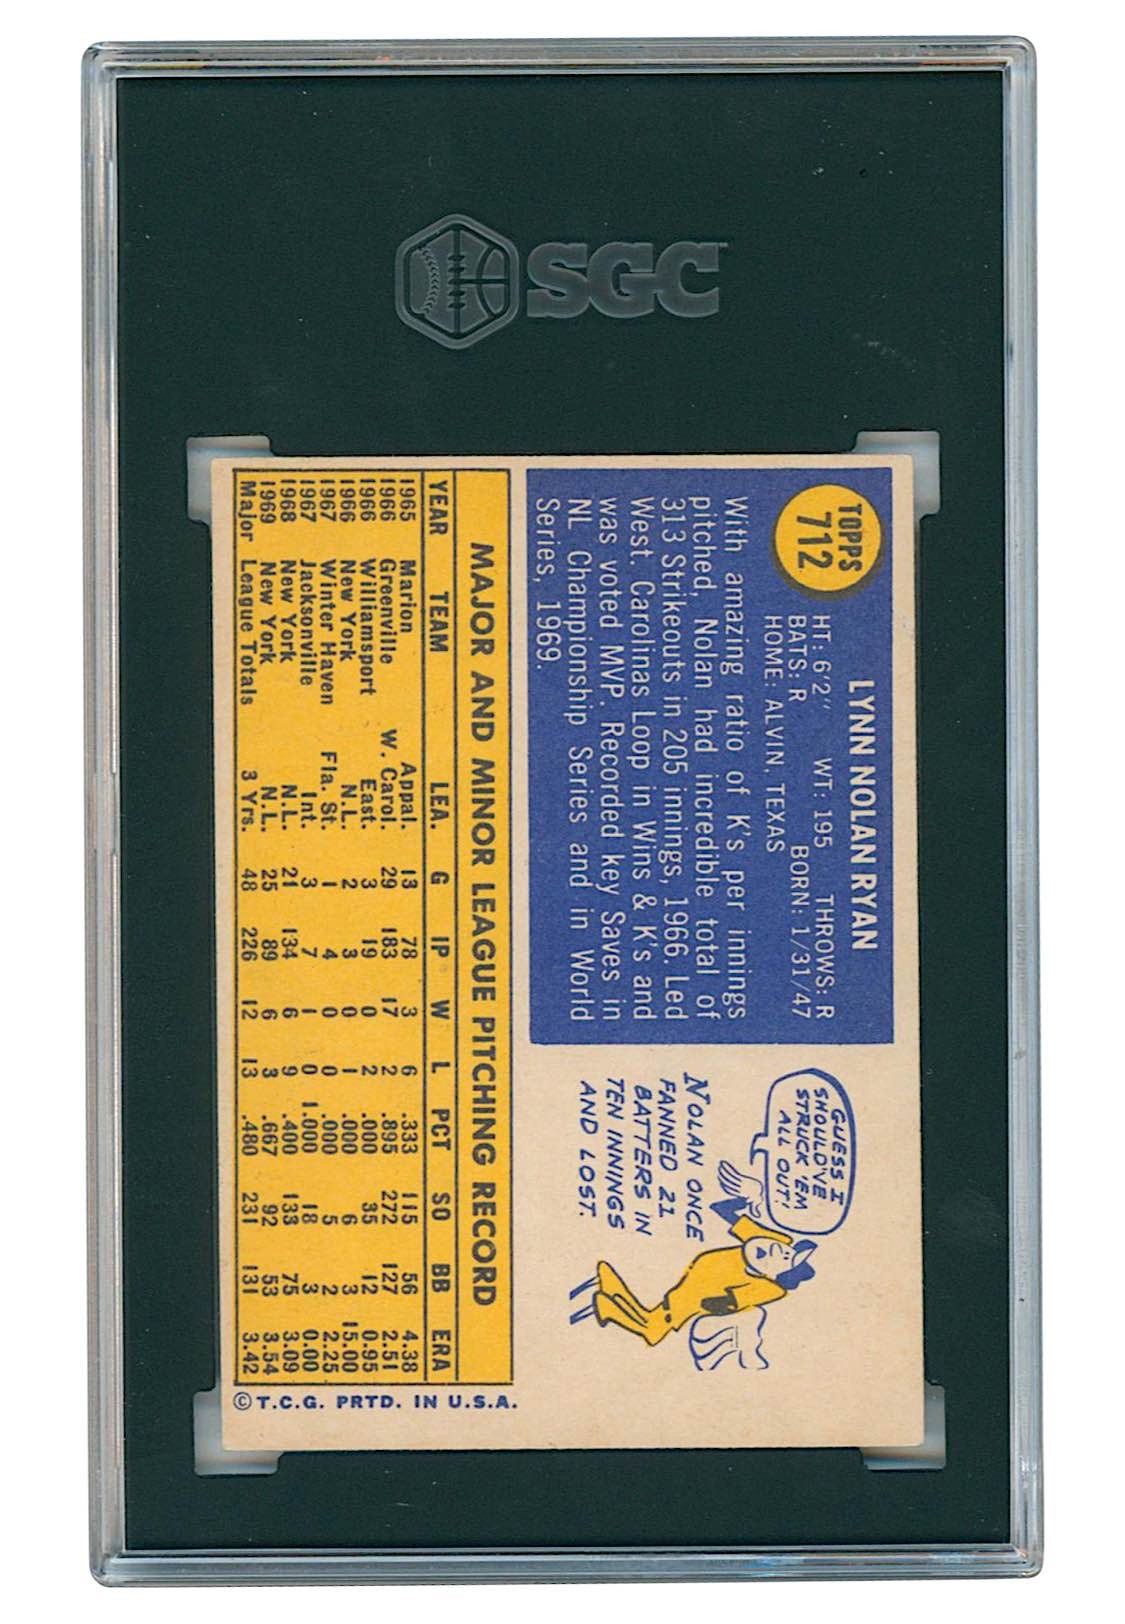 SGC
TOPPS
712
LYNN NOLAN RYAN
HT: 6'2" WT: 195 THROWS: R
BATS: R BORN: 1/31/47
HOME: ALVIN, TEXAS
With amazing ratio of K's per innings
pitched, Nolan had incredible total of
313 Strikeouts in 205 innings, 1966. Led
West. Carolinas Loop in Wins & K's and
was voted MVP. Recorded key Saves in
NL Championship Series and in World
Series, 1969.
GUESS I
SHOULD'VE
STRUCK 'EM
ALL OUT!
NOLAN ONCE
FANNED 21
BATTERS IN
TEN INNINGS
AND LOST.
MAJOR AND MINOR LEAGUE PITCHING RECORD
YEAR TEAM LEA. G IP W L PCT SO BB ERA
1965 Marion Appal. 13 78 3 6 .333 115 56 4.38
1966 Greenville W. Carol. 29 183 17 2 .895 272 127 2.51
1966 Williamsport East. 3 19 0 2 .000 35 12 0.95
1966 New York N.L. 2 3 0 1 .000 6 3 15.00
1967 Winter Haven Fla. St. 1 4 0 0 .000 5 2 2.25
1967 Jacksonville Int. 3 7 1 0 1.000 18 3 0.00
1968 New York N.L. 21 134 6 9 .400 133 75 3.09
1969 New York N.L. 25 89 6 3 .667 92 53 3.54
Major League Totals 3 Yrs. 48 226 12 13 .480 231 131 3.42
© T.C.G. PRTD. IN U.S.A.